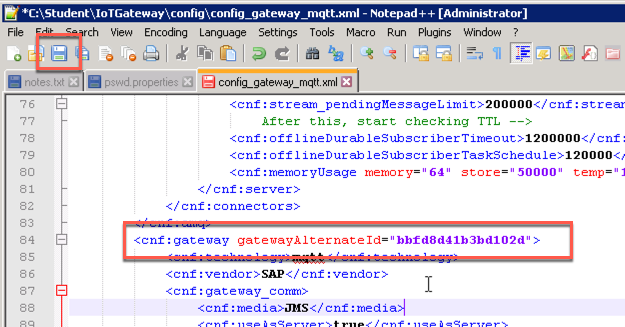 *C:\Student\IoTGateway\config\config_gateway_mqtt.xml - Notepad++ [Administrator]
File Edit Search View Encoding Language Settings Tools Macro Run Plugins Window ?
notes.txt pswd.properties config_gateway_mqtt.xml
76 <cnf:stream_pendingMessageLimit>200000</cnf:stream
77 After this, start checking TTL -->
78 <cnf:offlineDurableSubscriberTimeout>1200000</cnf:
79 <cnf:offlineDurableSubscriberTaskSchedule>120000</
80 <cnf:memoryUsage memory="64" store="50000" temp="1
81 </cnf:server>
82 </cnf:connectors>
83 </cnf:amq>
84 <cnf:gateway gatewayAlternateId="bbfd8d41b3bd102d">
85 <cnf:technology>mqtt</cnf:technology>
86 <cnf:vendor>SAP</cnf:vendor>
87 <cnf:gateway_comm>
88 <cnf:media>JMS</cnf:media>
89 <cnf:useAsServer>true</cnf:useAsServer>